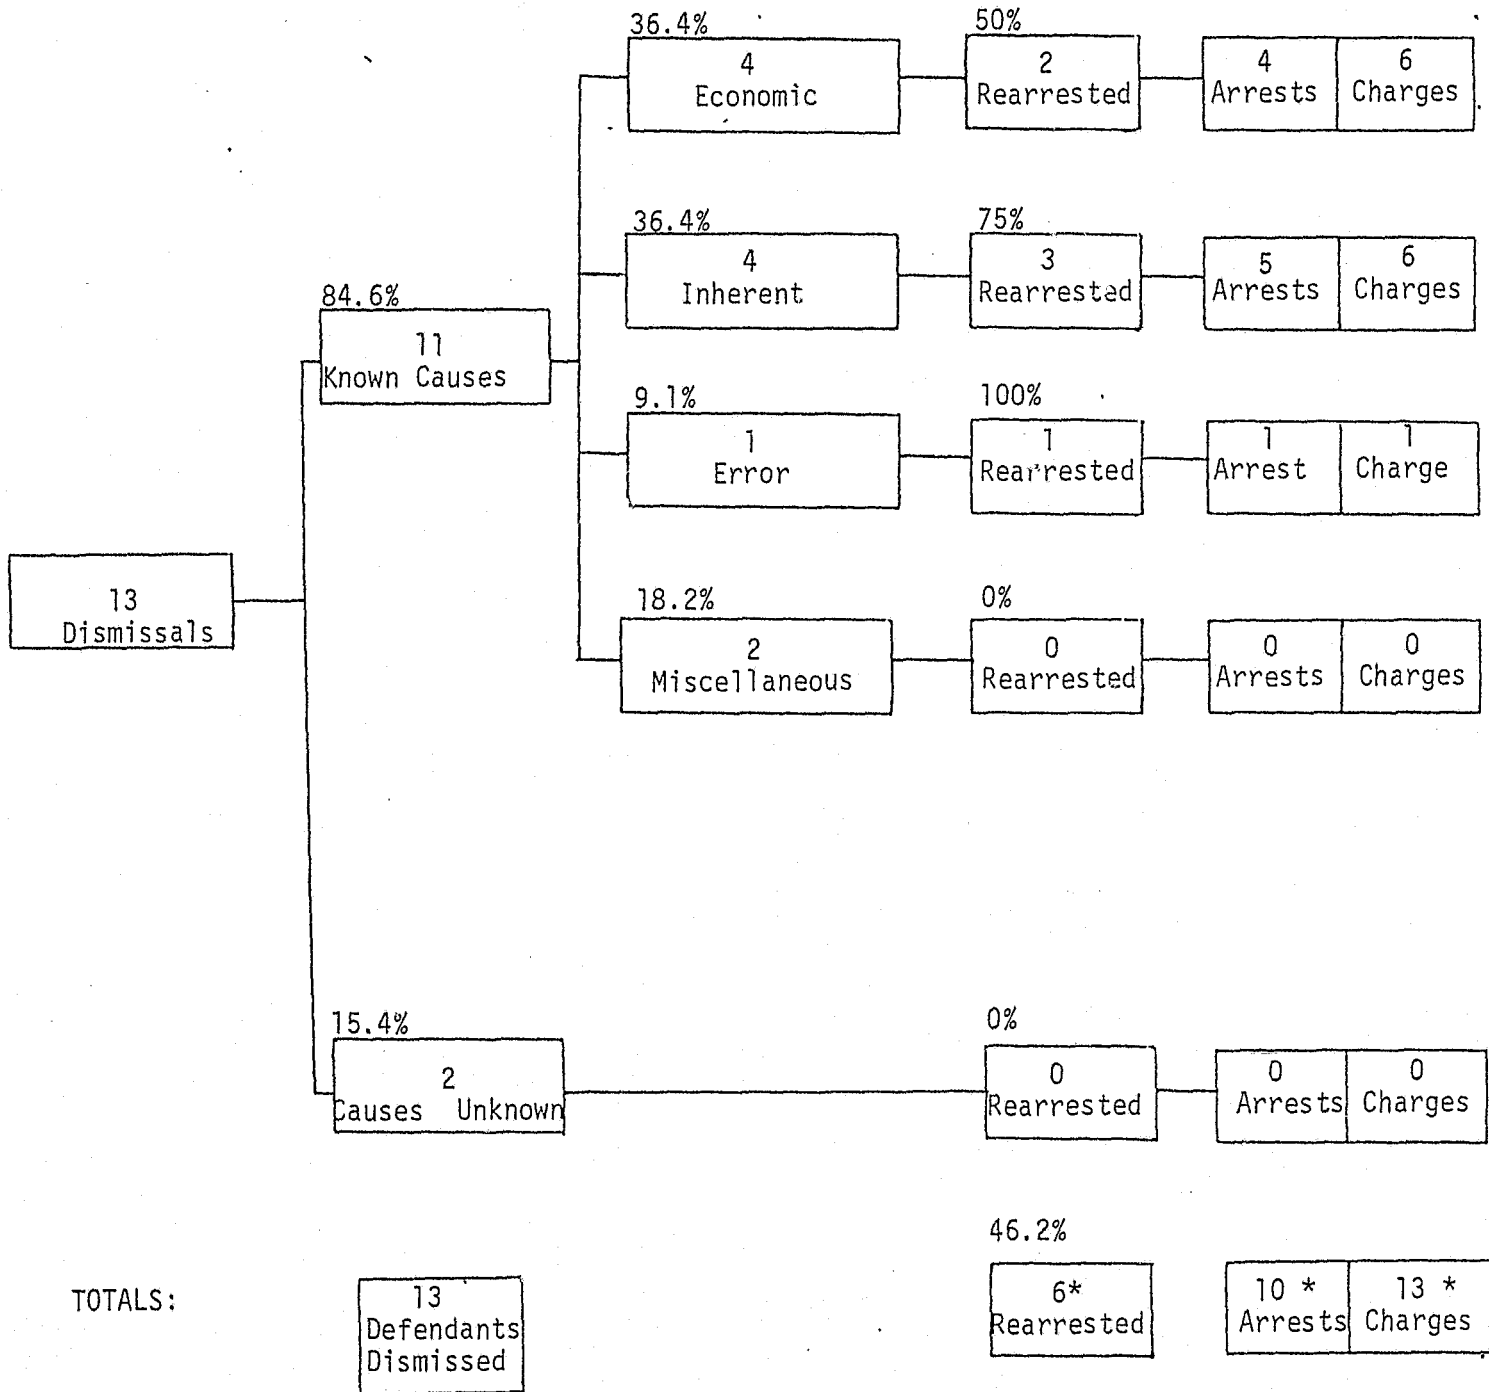 36.4%
4
Economic
50%
2
Rearrested
4
Arrests
6
Charges
36.4%
4
Inherent
75%
3
Rearrested
5
Arrests
6
Charges
84.6%
11
Known Causes
9.1%
1
Error
100%
1
Rearrested
1
Arrest
1
Charge
13
Dismissals
18.2%
2
Miscellaneous
0%
0
Rearrested
0
Arrests
0
Charges
15.4%
2
Causes Unknown
0%
0
Rearrested
0
Arrests
0
Charges
TOTALS:
13
Defendants
Dismissed
46.2%
6*
Rearrested
10 *
Arrests
13 *
Charges